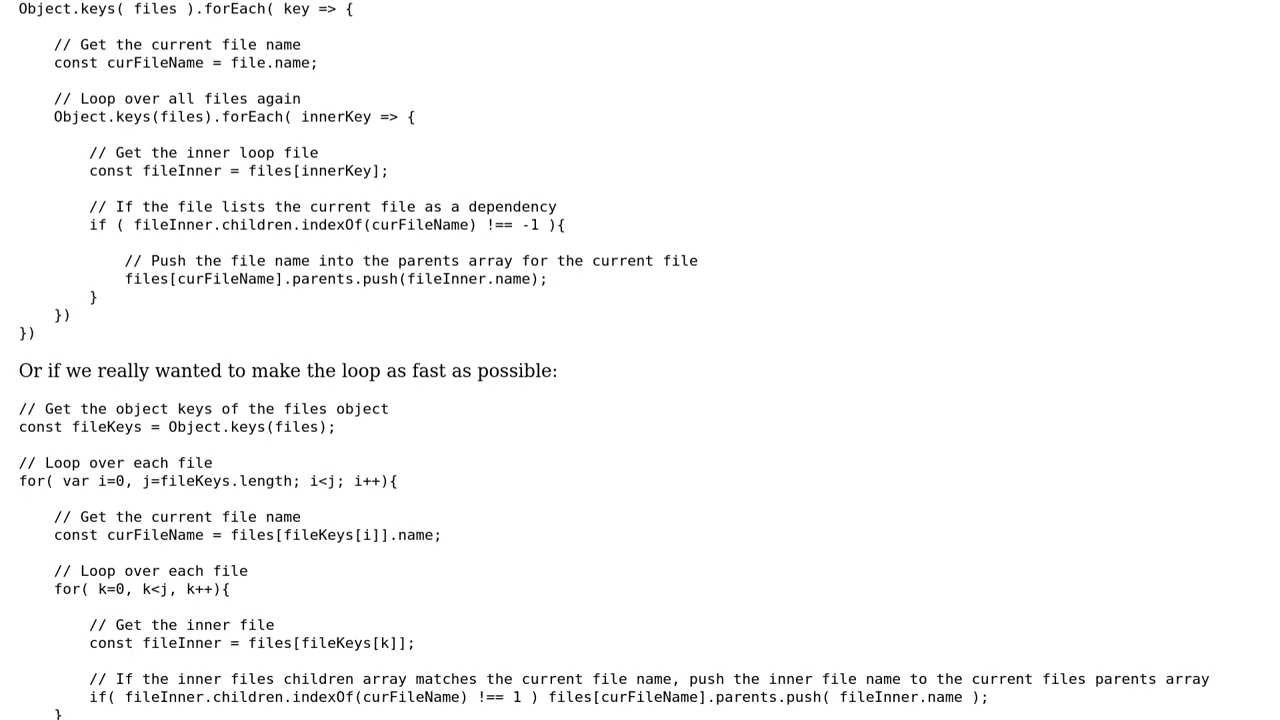 Object.keys( files ).forEach( key => {
// Get the current file name
const curFileName = file.name;
// Loop over all files again
Object.keys(files).forEach( innerKey => {
// Get the inner loop file
const fileInner = files[innerKey];
// If the file lists the current file as a dependency
if ( fileInner.children.indexOf(curFileName) !== -1 ){
// Push the file name into the parents array for the current file
files[curFileName].parents.push(fileInner.name);
}
})
})
Or if we really wanted to make the loop as fast as possible:
// Get the object keys of the files object
const fileKeys = Object.keys(files);
// Loop over each file
for( var i=0, j=fileKeys.length; i<j; i++){
// Get the current file name
const curFileName = files[fileKeys[i]].name;
// Loop over each file
for( k=0, k<j, k++){
// Get the inner file
const fileInner = files[fileKeys[k]];
// If the inner files children array matches the current file name, push the inner file name to the current files parents array
if( fileInner.children.indexOf(curFileName) !== 1 ) files[curFileName].parents.push( fileInner.name );
}